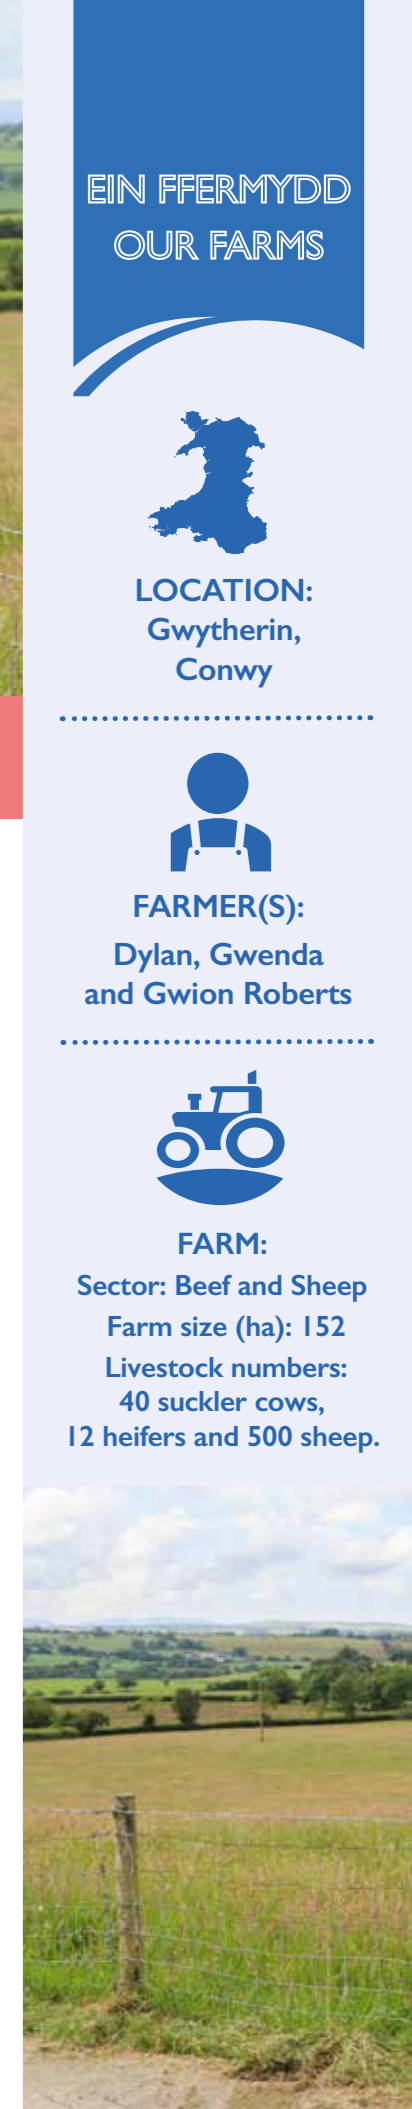 EIN FFERMYDD
OUR FARMS
LOCATION:
Gwytherin,
Conwy
FARMER(S):
Dylan, Gwenda
and Gwion Roberts
FARM:
Sector: Beef and Sheep
Farm size (ha): 152
Livestock numbers:
40 suckler cows,
12 heifers and 500 sheep.